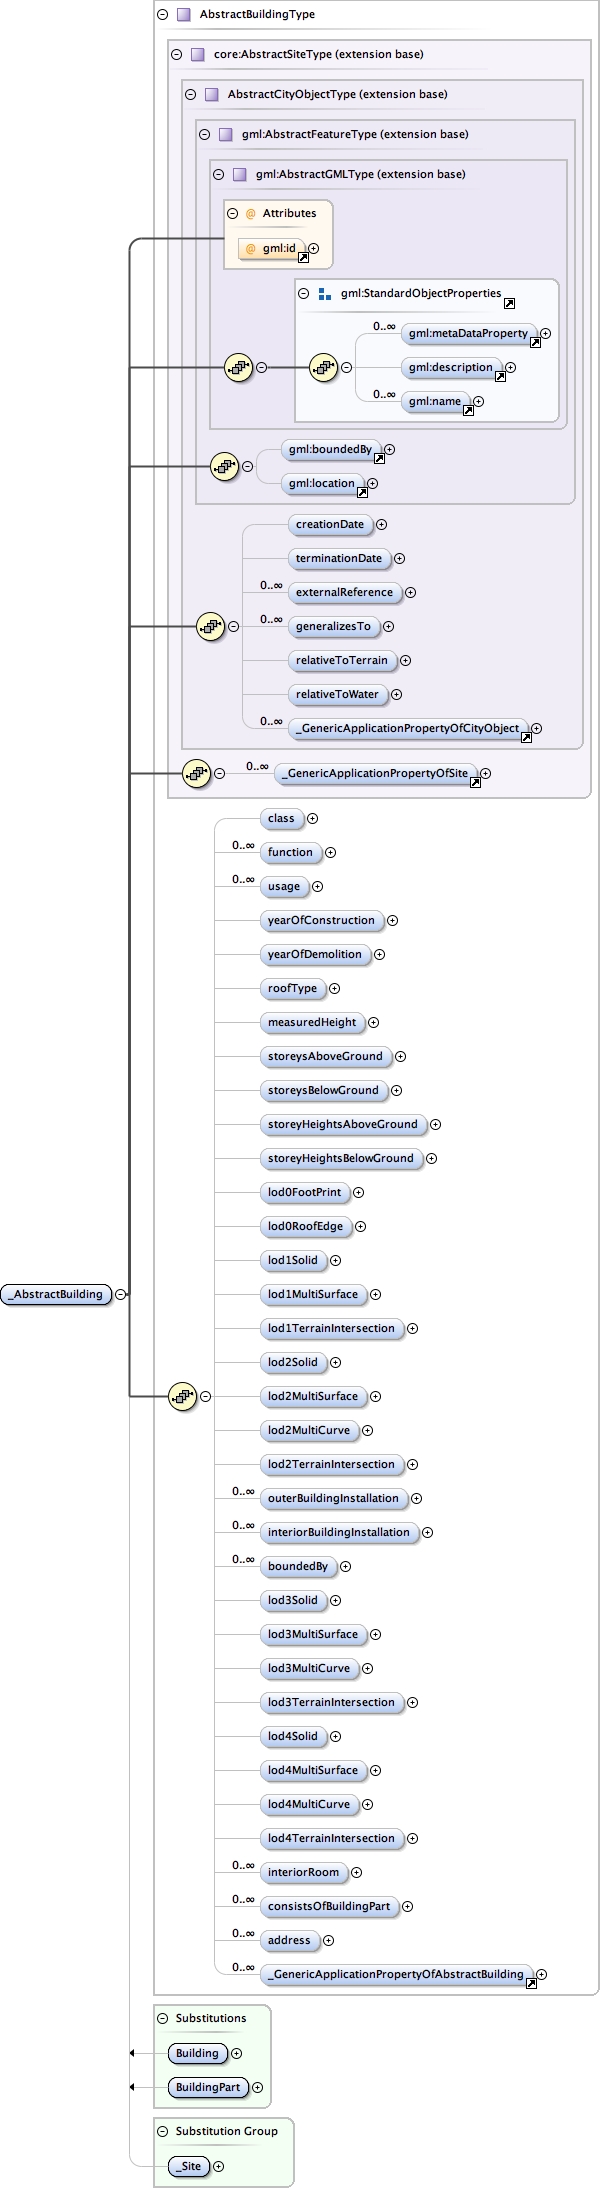 AbstractBuildingType
core:AbstractSiteType (extension base)
AbstractCityObjectType (extension base)
gml:AbstractFeatureType (extension base)
gml:AbstractGMLType (extension base)
@ Attributes
@ gml:id
gml:StandardObjectProperties
0..∞ gml:metaDataProperty
gml:description
0..∞ gml:name
gml:boundedBy
gml:location
creationDate
terminationDate
0..∞ externalReference
0..∞ generalizesTo
relativeToTerrain
relativeToWater
0..∞ _GenericApplicationPropertyOfCityObject
0..∞ _GenericApplicationPropertyOfSite
class
0..∞ function
0..∞ usage
yearOfConstruction
yearOfDemolition
roofType
measuredHeight
storeysAboveGround
storeysBelowGround
storeyHeightsAboveGround
storeyHeightsBelowGround
lod0FootPrint
lod0RoofEdge
lod1Solid
_AbstractBuilding
lod1MultiSurface
lod1TerrainIntersection
lod2Solid
lod2MultiSurface
lod2MultiCurve
lod2TerrainIntersection
0..∞ outerBuildingInstallation
0..∞ interiorBuildingInstallation
0..∞ boundedBy
lod3Solid
lod3MultiSurface
lod3MultiCurve
lod3TerrainIntersection
lod4Solid
lod4MultiSurface
lod4MultiCurve
lod4TerrainIntersection
0..∞ interiorRoom
0..∞ consistsOfBuildingPart
0..∞ address
0..∞ _GenericApplicationPropertyOfAbstractBuilding
Substitutions
Building
BuildingPart
Substitution Group
_Site